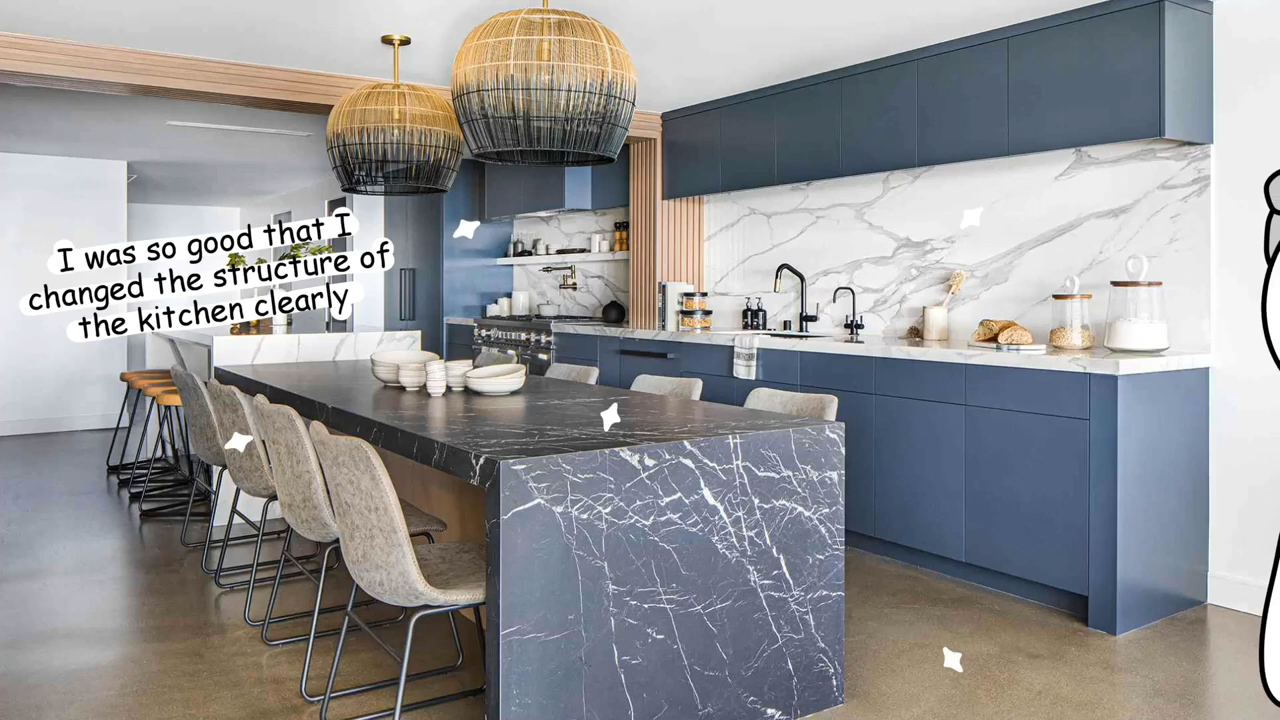 I was so good that I
changed the structure of
the kitchen clearly